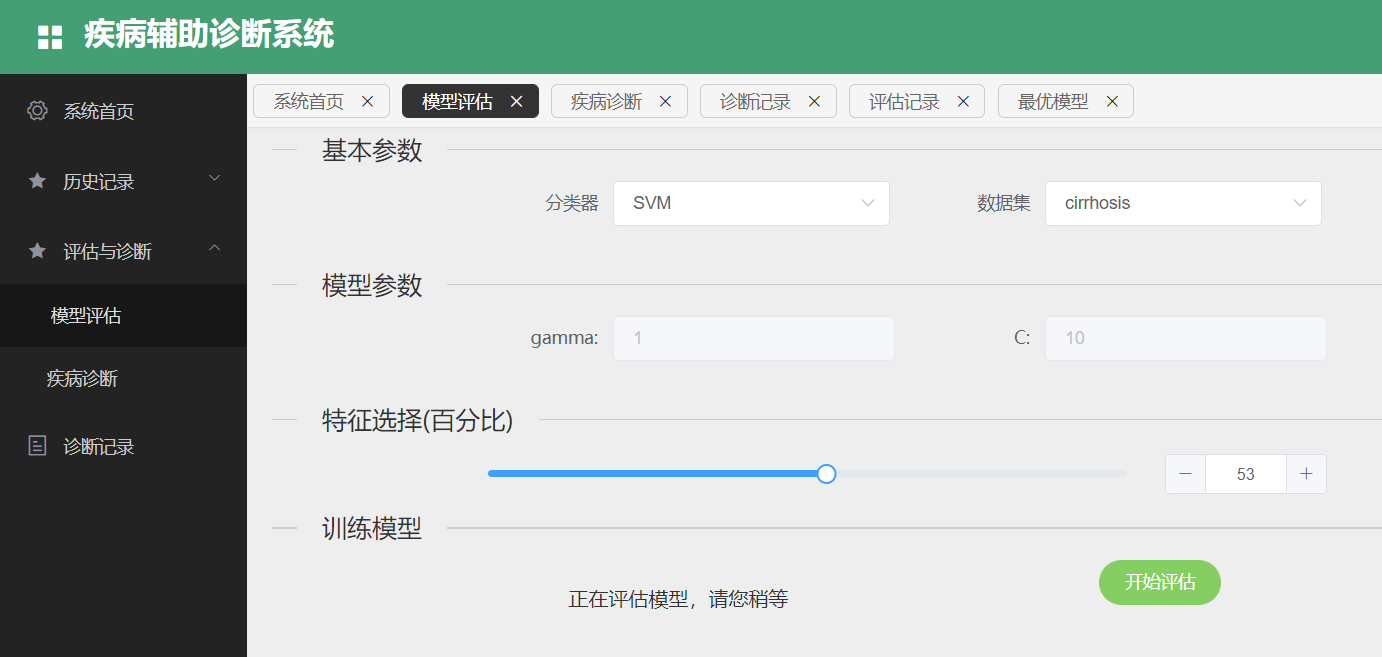 疾病辅助诊断系统
系统首页
历史记录
评估与诊断
模型评估
疾病诊断
诊断记录
系统首页 模型评估 疾病诊断 诊断记录 评估记录 最优模型
基本参数
分类器 SVM 数据集 cirrhosis
模型参数
gamma: 1 C: 10
特征选择(百分比)
53
训练模型
开始评估
正在评估模型，请您稍等